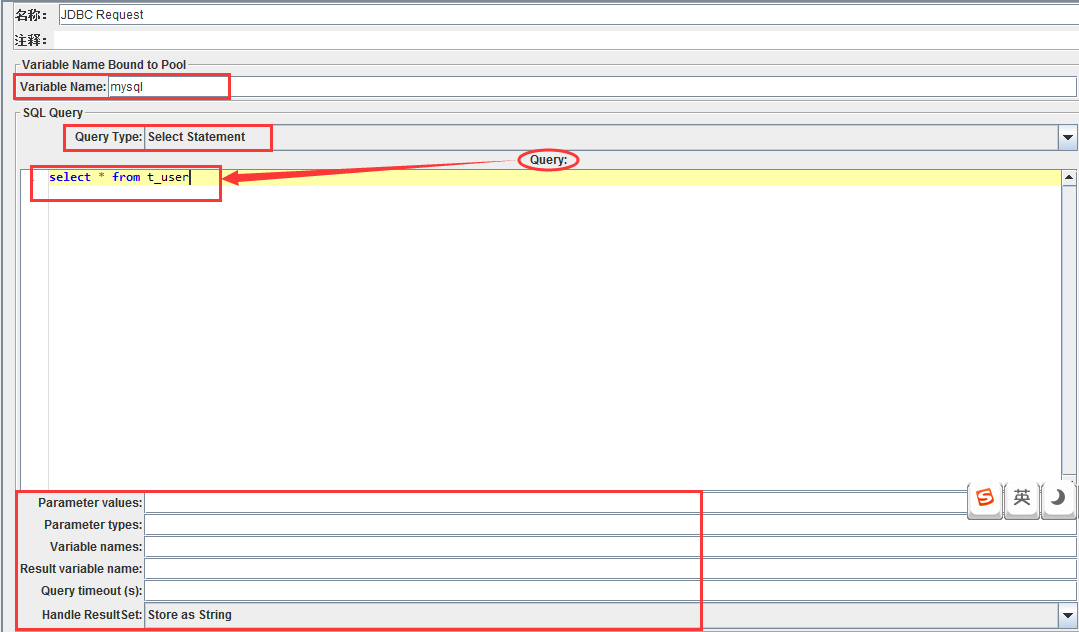 名称： JDBC Request
注释：
Variable Name Bound to Pool
Variable Name: mysql
SQL Query
Query Type: Select Statement
Query:
1 select * from t_user
Parameter values:
Parameter types:
Variable names:
Result variable name:
Query timeout (s):
Handle ResultSet: Store as String
S 英